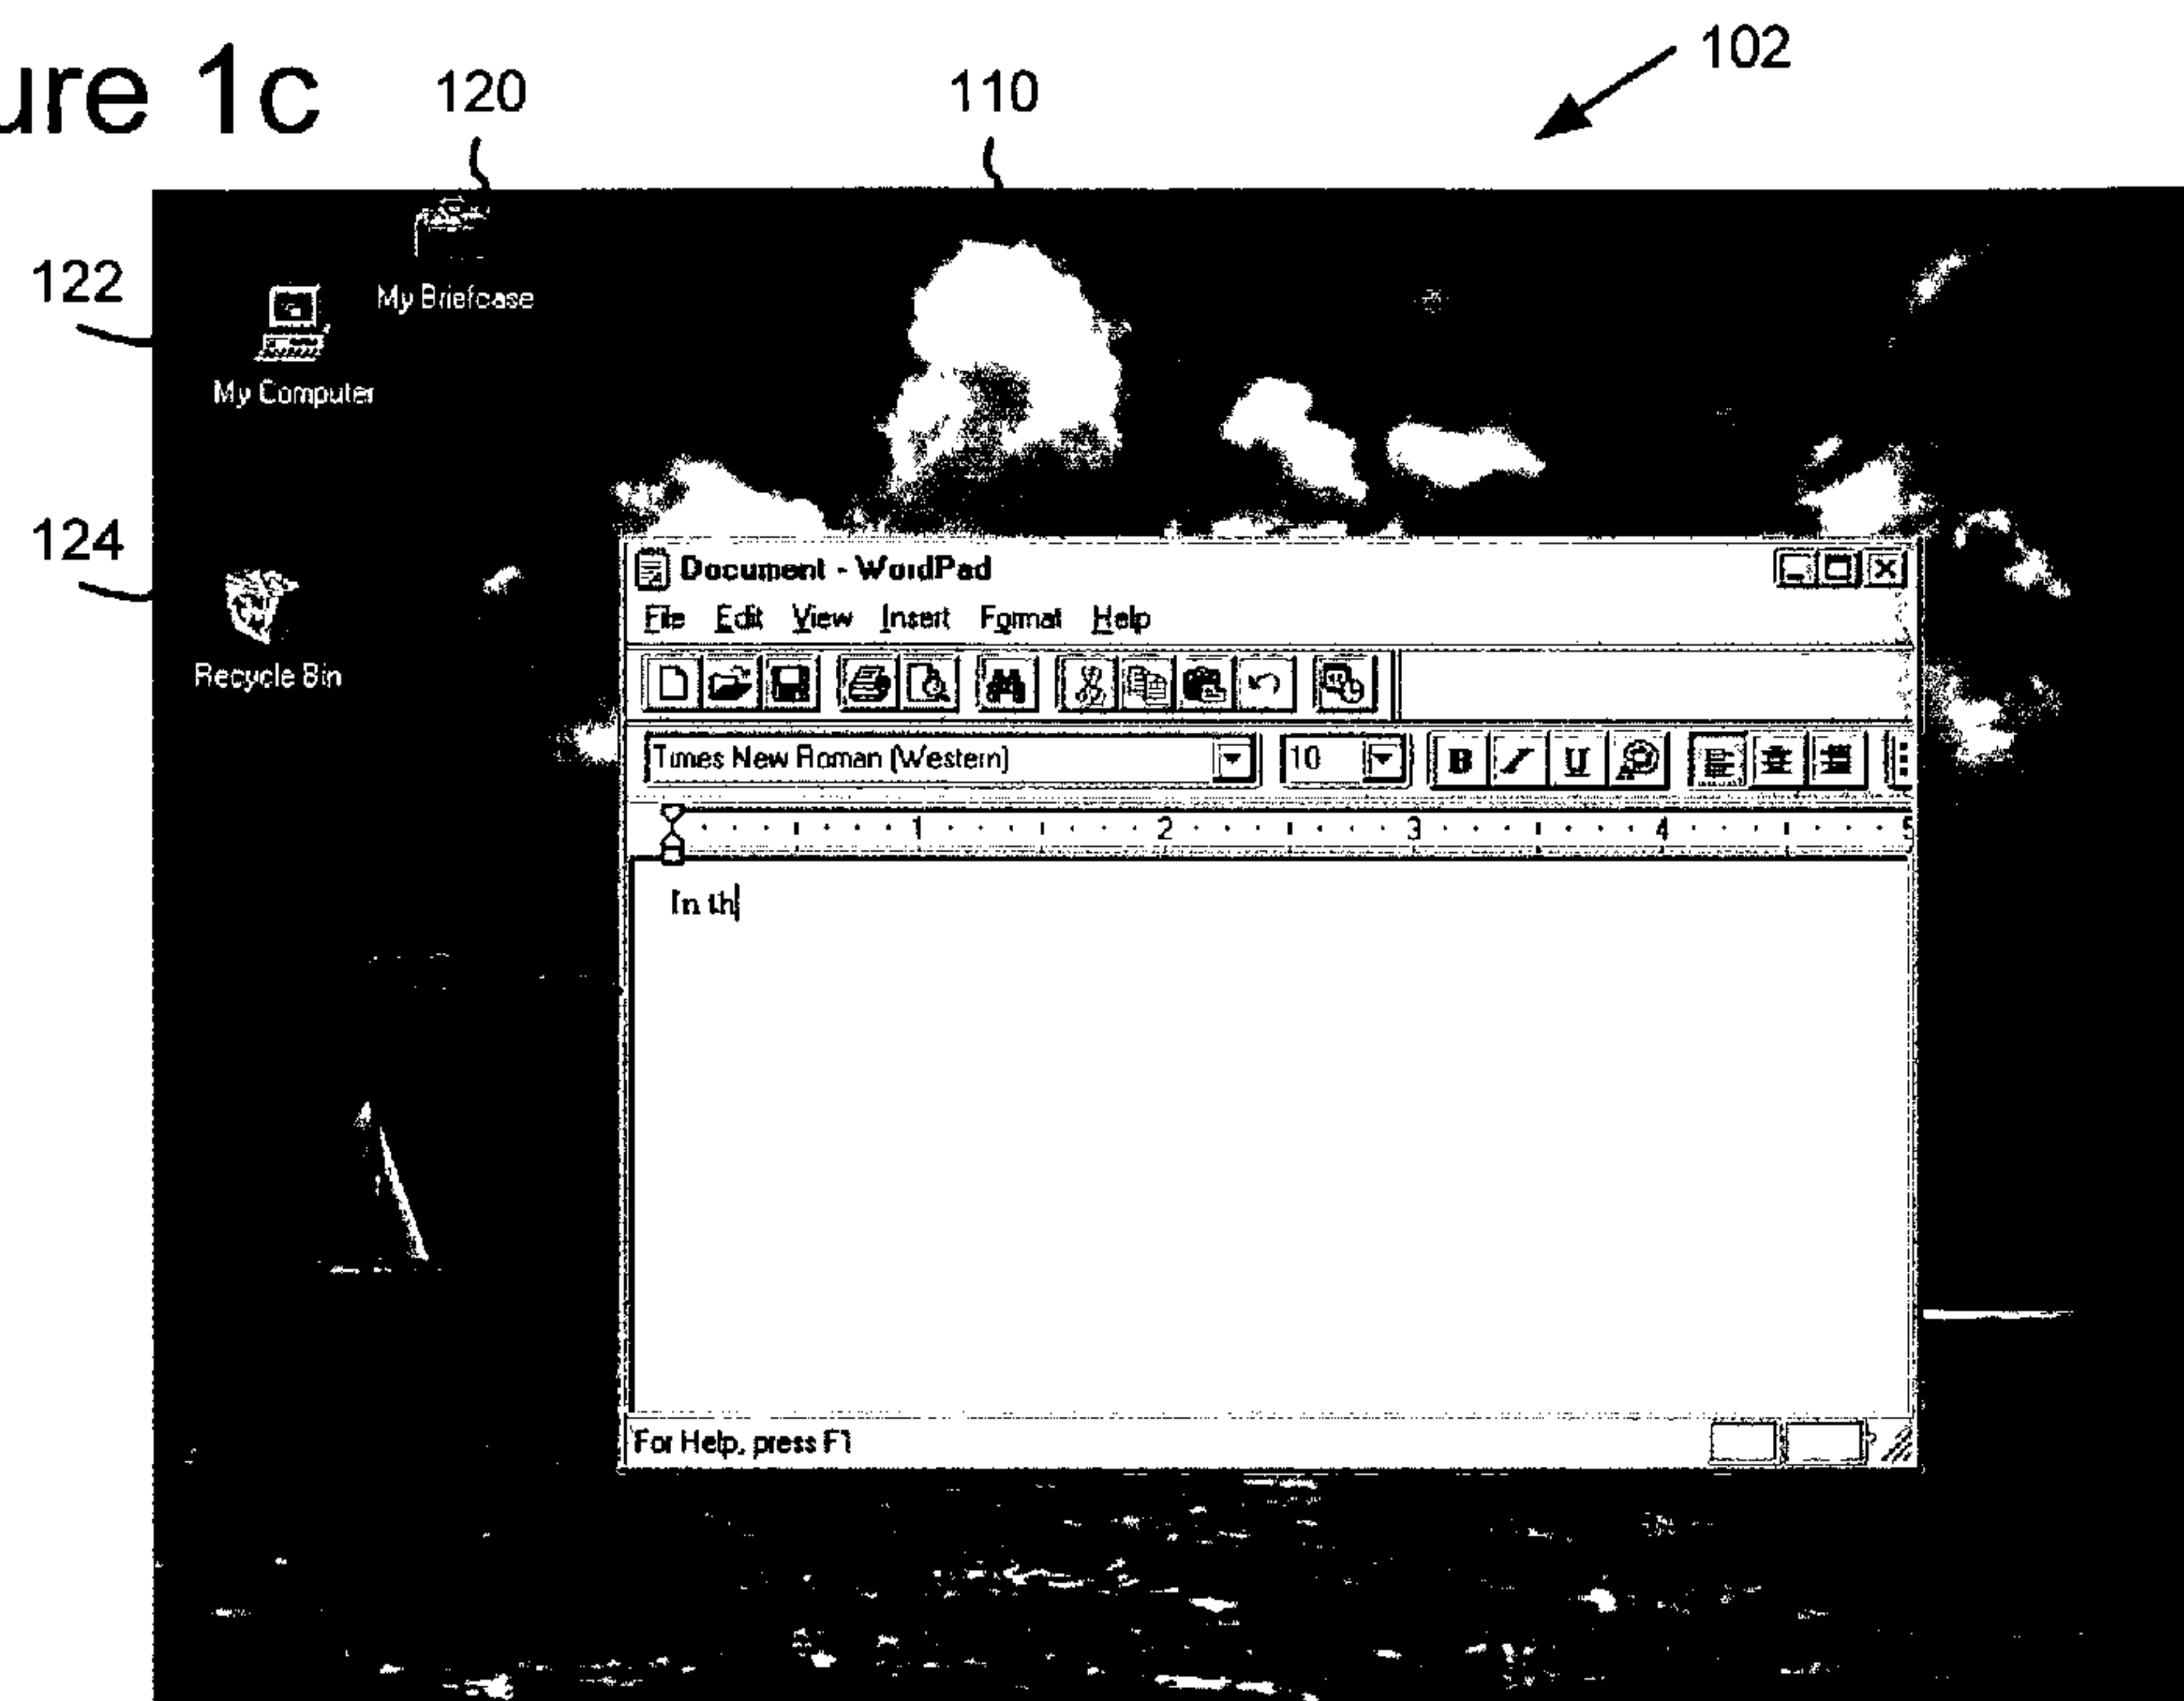 ure 1c
120
110
102
122
My Briefcase
My Computer
124
Recycle Bin
Document - WordPad
File Edit View Insert Format Help
Times New Roman (Western) 10 B I U
1 2 3 4 5
In th
For Help, press F1